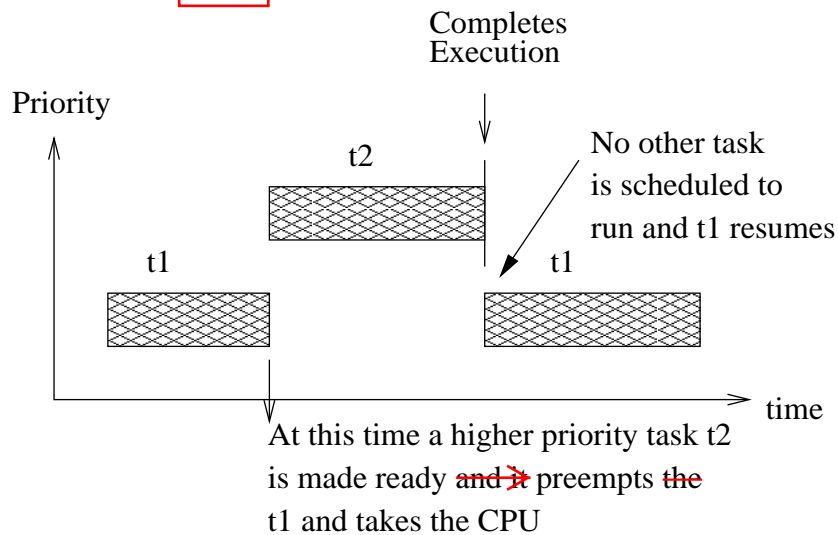 Completes
Execution
Priority
t2
No other task
is scheduled to
run and t1 resumes
t1
t1
time
At this time a higher priority task t2
is made ready and it preempts the
t1 and takes the CPU